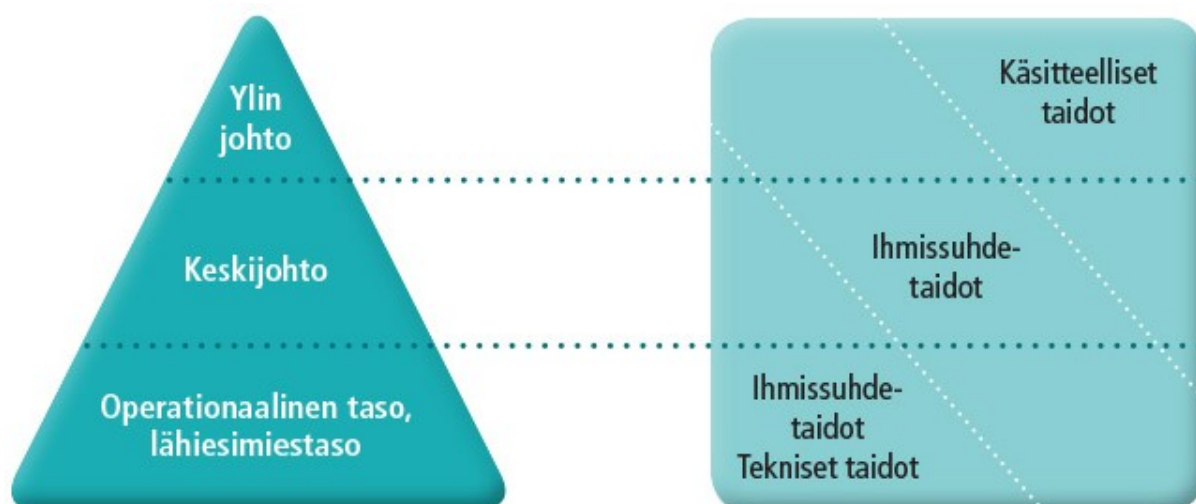 Ylin
johto
Keskijohto
Operationaalinen taso,
lähiesimiestaso
Käsitteelliset
taidot
Ihmissuhde-
taidot
Ihmissuhde-
taidot
Tekniset taidot